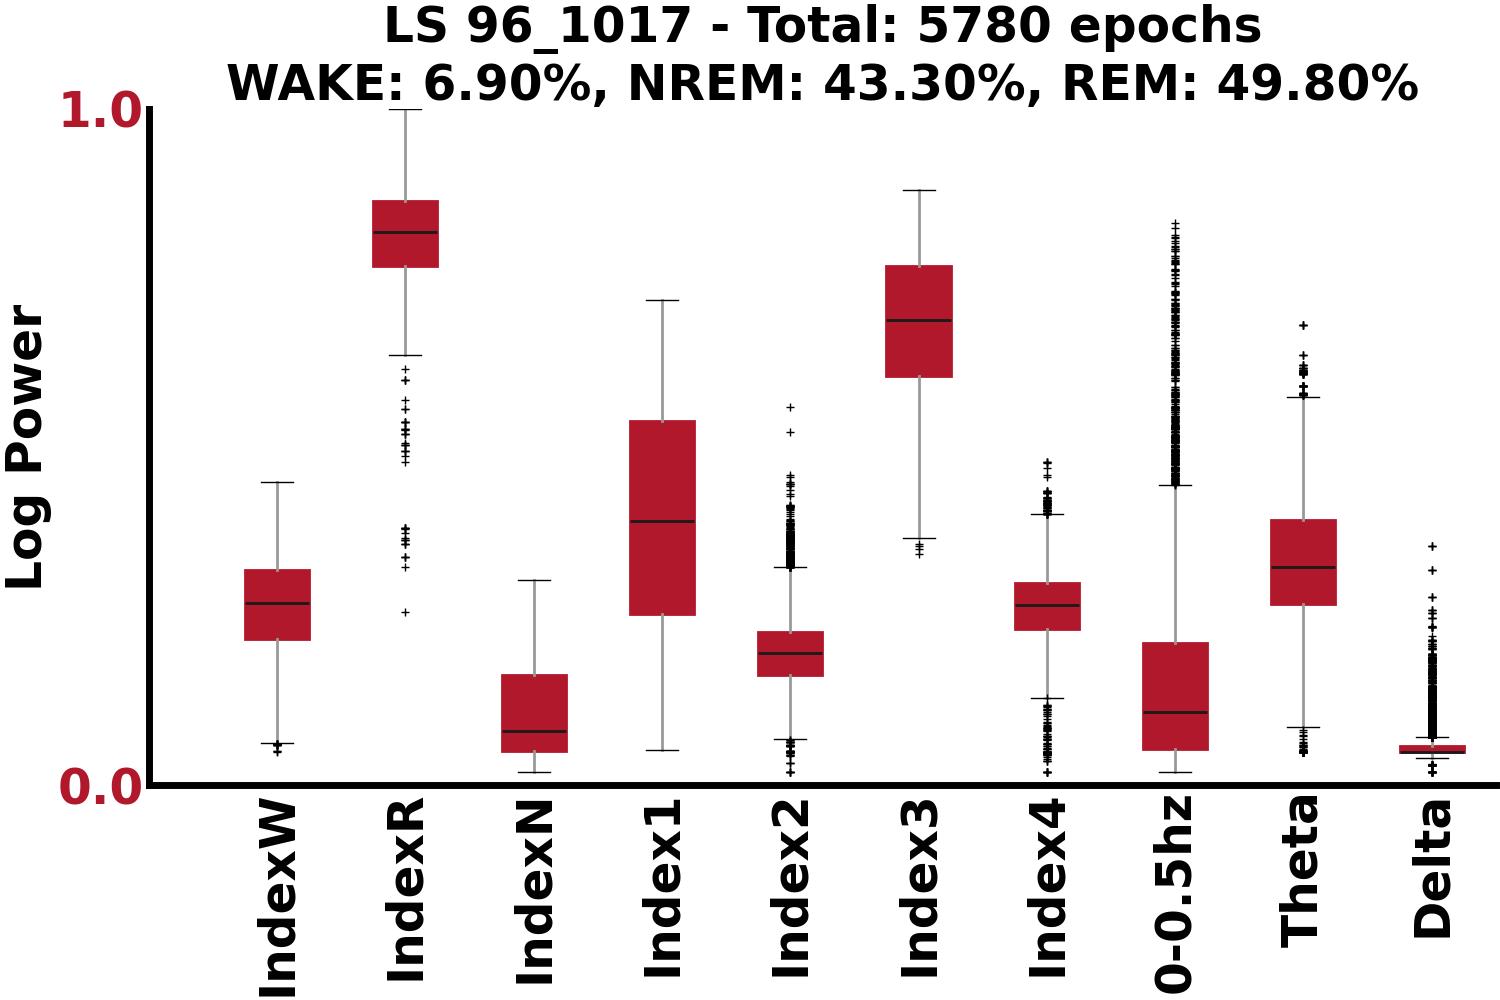 LS 96_1017 - Total: 5780 epochs
WAKE: 6.90%, NREM: 43.30%, REM: 49.80%
1.0
Log Power
0.0
IndexW
IndexR
IndexN
Index1
Index2
Index3
Index4
0-0.5hz
Theta
Delta